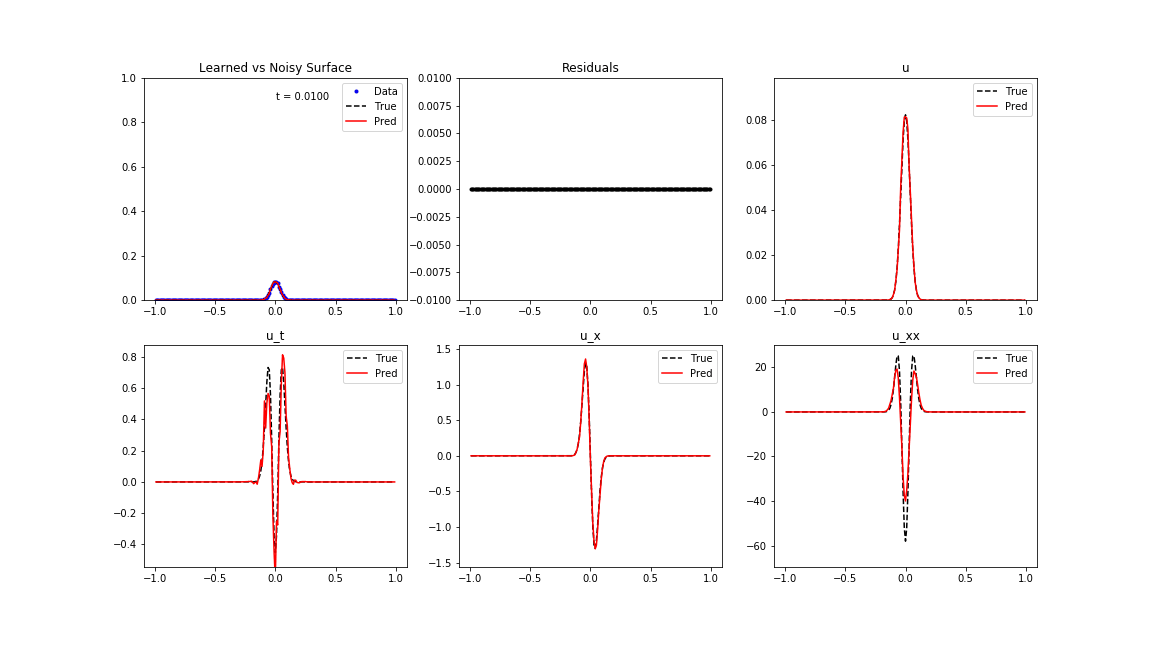 Learned vs Noisy Surface
1.0
0.8
0.6
0.4
0.2
0.0
−1.0 −0.5 0.0 0.5 1.0
t = 0.0100
Data
True
Pred
Residuals
0.0100
0.0075
0.0050
0.0025
0.0000
−0.0025
−0.0050
−0.0075
−0.0100
−1.0 −0.5 0.0 0.5 1.0
u
0.08
0.06
0.04
0.02
0.00
−1.0 −0.5 0.0 0.5 1.0
True
Pred
u_t
0.8
0.6
0.4
0.2
0.0
−0.2
−0.4
−1.0 −0.5 0.0 0.5 1.0
True
Pred
u_x
1.5
1.0
0.5
0.0
−0.5
−1.0
−1.5
−1.0 −0.5 0.0 0.5 1.0
True
Pred
u_xx
20
0
−20
−40
−60
−1.0 −0.5 0.0 0.5 1.0
True
Pred